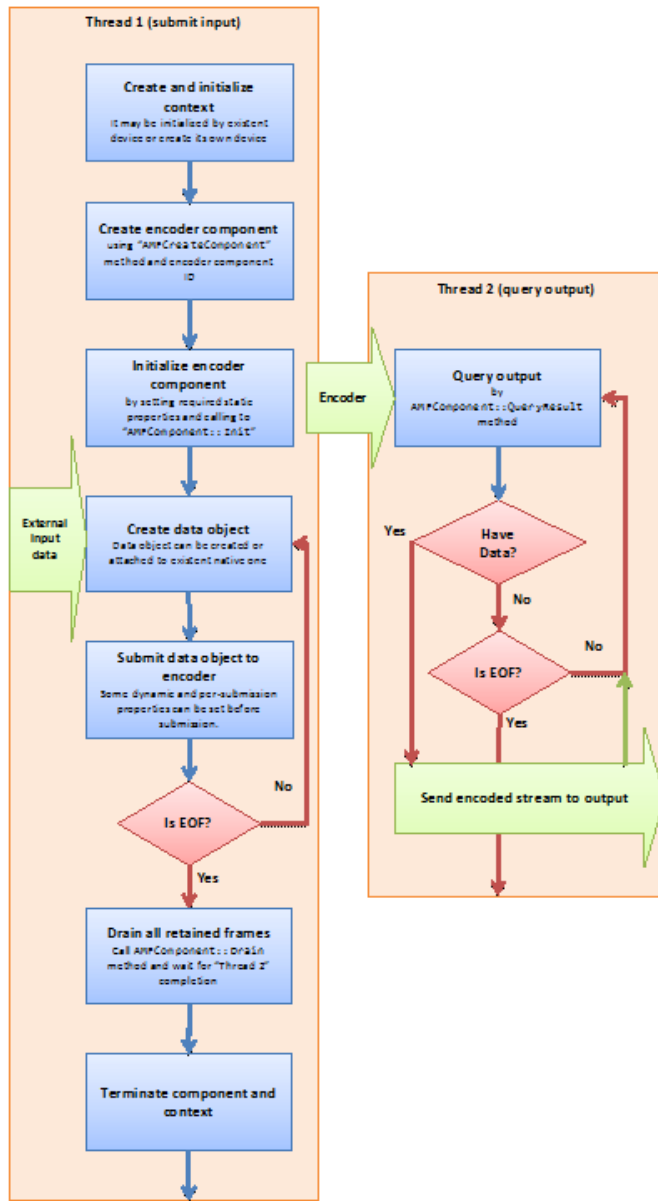 Thread 1 (submit input)
Create and initialize
context
It may be initialised by existent
device or create its own device
Create encoder component
using "AMFCreateComponent"
method and encoder component
ID
Initialize encoder
component
by setting required static
properties and calling to
"AMFComponent::Init"
External
Input
data
Create data object
Data object can be created or
attached to existent native one
Submit data object to
encoder
Some dynamic and per-submission
properties can be set before
submission.
No
Is EOF?
Yes
Drain all retained frames
Call AMFComponent::Drain
method and wait for "Thread 2"
completion
Terminate component and
context
Thread 2 (query output)
Encoder
Query output
by
AMFComponent::QueryResult
method
Yes
Have
Data?
No
Is EOF?
No
Yes
Send encoded stream to output